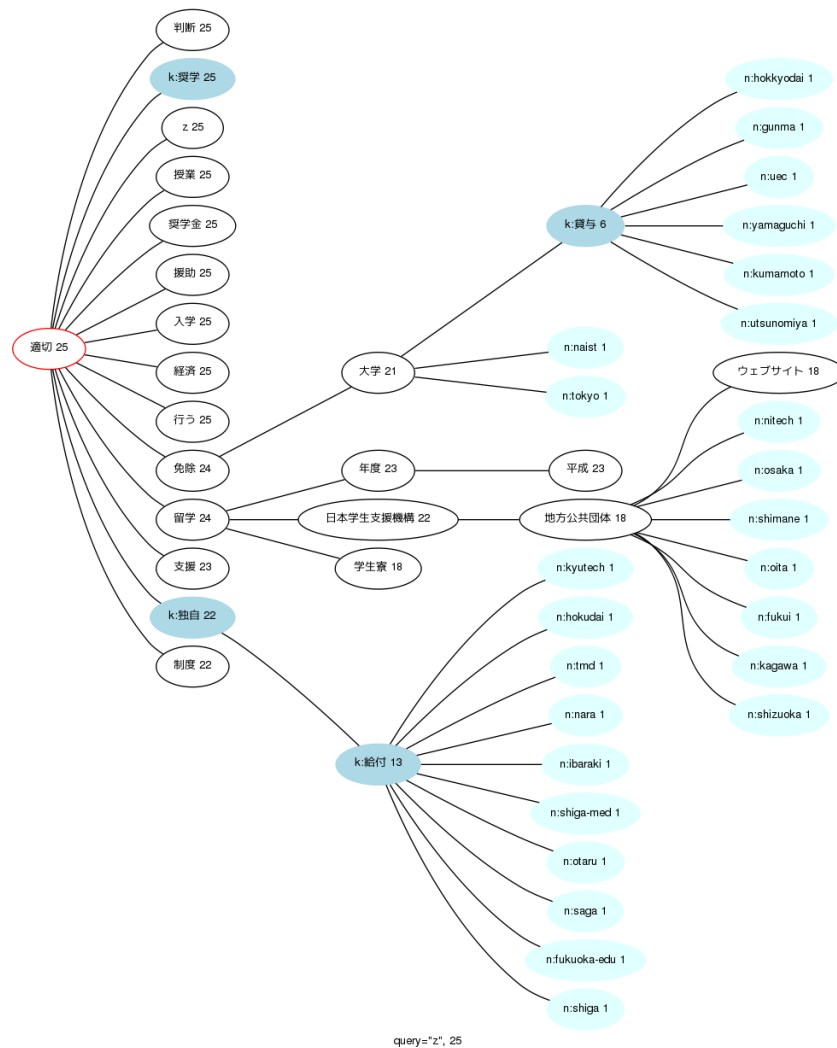 判断 25
k:奨学 25
z 25
授業 25
奨学金 25
援助 25
入学 25
適切 25
経済 25
行う 25
免除 24
留学 24
支援 23
k:独自 22
制度 22
大学 21
年度 23
日本学生支援機構 22
学生寮 18
k:給付 13
k:貸与 6
n:naist 1
n:tokyo 1
平成 23
地方公共団体 18
n:kyutech 1
n:hokudai 1
n:tmd 1
n:nara 1
n:ibaraki 1
n:shiga-med 1
n:otaru 1
n:saga 1
n:fukuoka-edu 1
n:shiga 1
n:hokkyodai 1
n:gunma 1
n:uec 1
n:yamaguchi 1
n:kumamoto 1
n:utsunomiya 1
ウェブサイト 18
n:nitech 1
n:osaka 1
n:shimane 1
n:oita 1
n:fukui 1
n:kagawa 1
n:shizuoka 1
query="z", 25